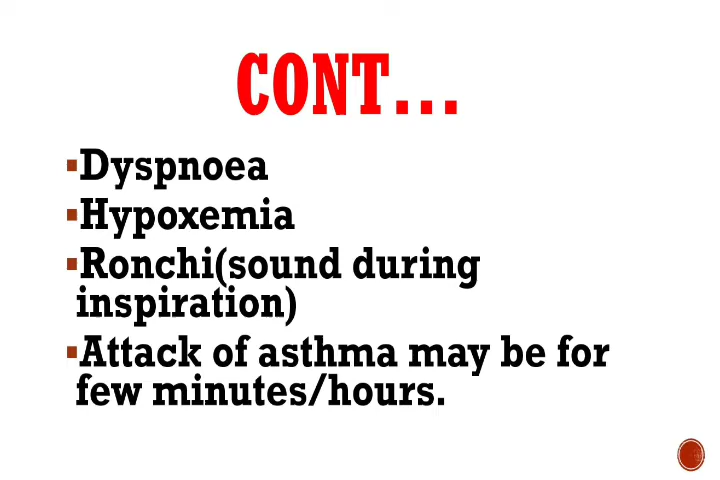 CONT...
▪Dyspnoea
▪Hypoxemia
▪Ronchi(sound during
inspiration)
▪Attack of asthma may be for
few minutes/hours.